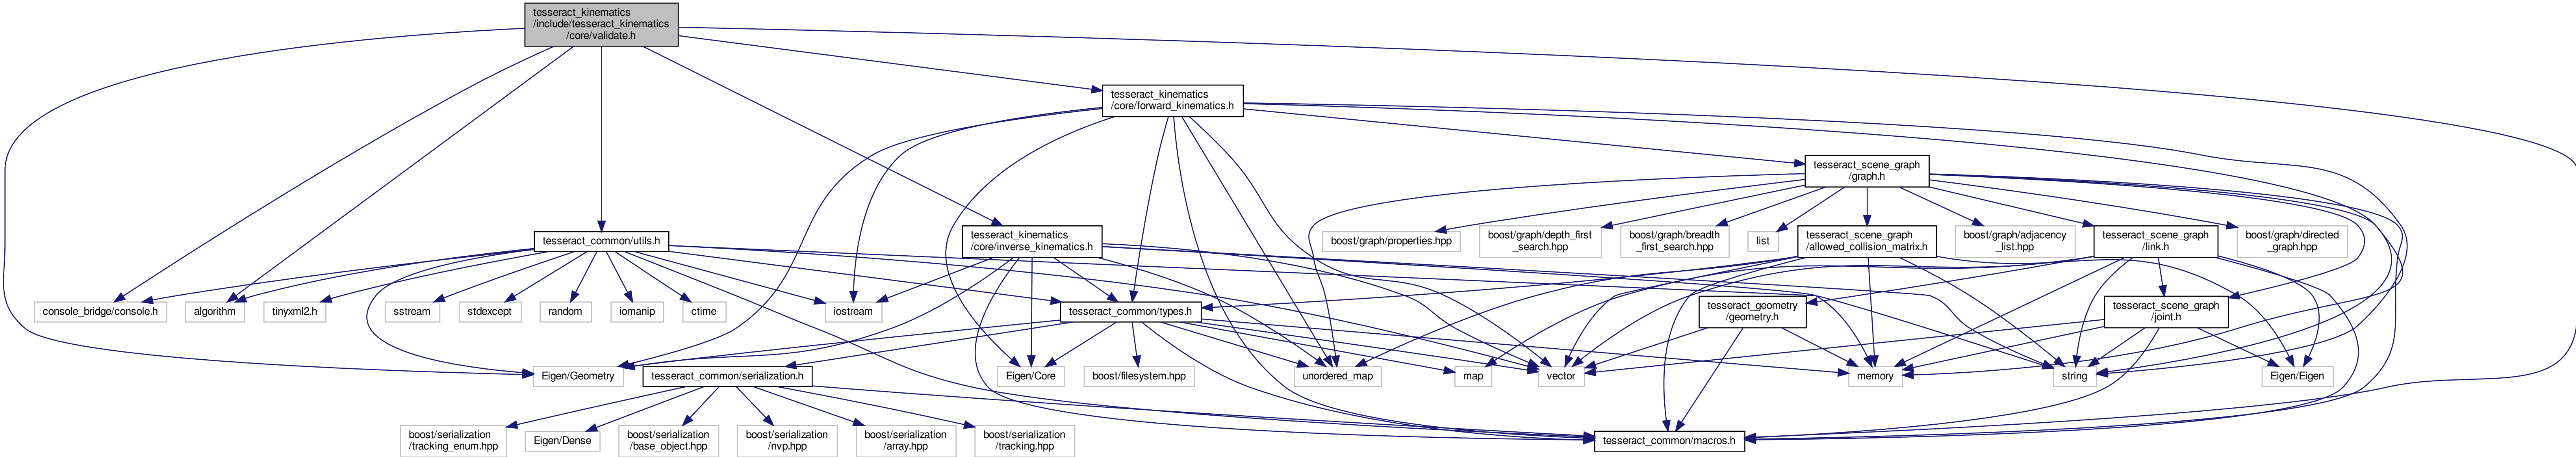 tesseract_kinematics
/include/tesseract_kinematics
/core/validate.h
tesseract_kinematics
/core/forward_kinematics.h
tesseract_scene_graph
/graph.h
tesseract_common/utils.h
tesseract_kinematics
/core/inverse_kinematics.h
boost/graph/properties.hpp
boost/graph/depth_first
_search.hpp
boost/graph/breadth
_first_search.hpp
list
tesseract_scene_graph
/allowed_collision_matrix.h
boost/graph/adjacency
_list.hpp
tesseract_scene_graph
/link.h
boost/graph/directed
_graph.hpp
console_bridge/console.h
algorithm
tinyxml2.h
sstream
stdexcept
random
iomanip
ctime
iostream
tesseract_common/types.h
tesseract_geometry
/geometry.h
tesseract_scene_graph
/joint.h
Eigen/Geometry
tesseract_common/serialization.h
Eigen/Core
boost/filesystem.hpp
unordered_map
map
vector
memory
string
Eigen/Eigen
boost/serialization
/tracking_enum.hpp
Eigen/Dense
boost/serialization
/base_object.hpp
boost/serialization
/nvp.hpp
boost/serialization
/array.hpp
boost/serialization
/tracking.hpp
tesseract_common/macros.h